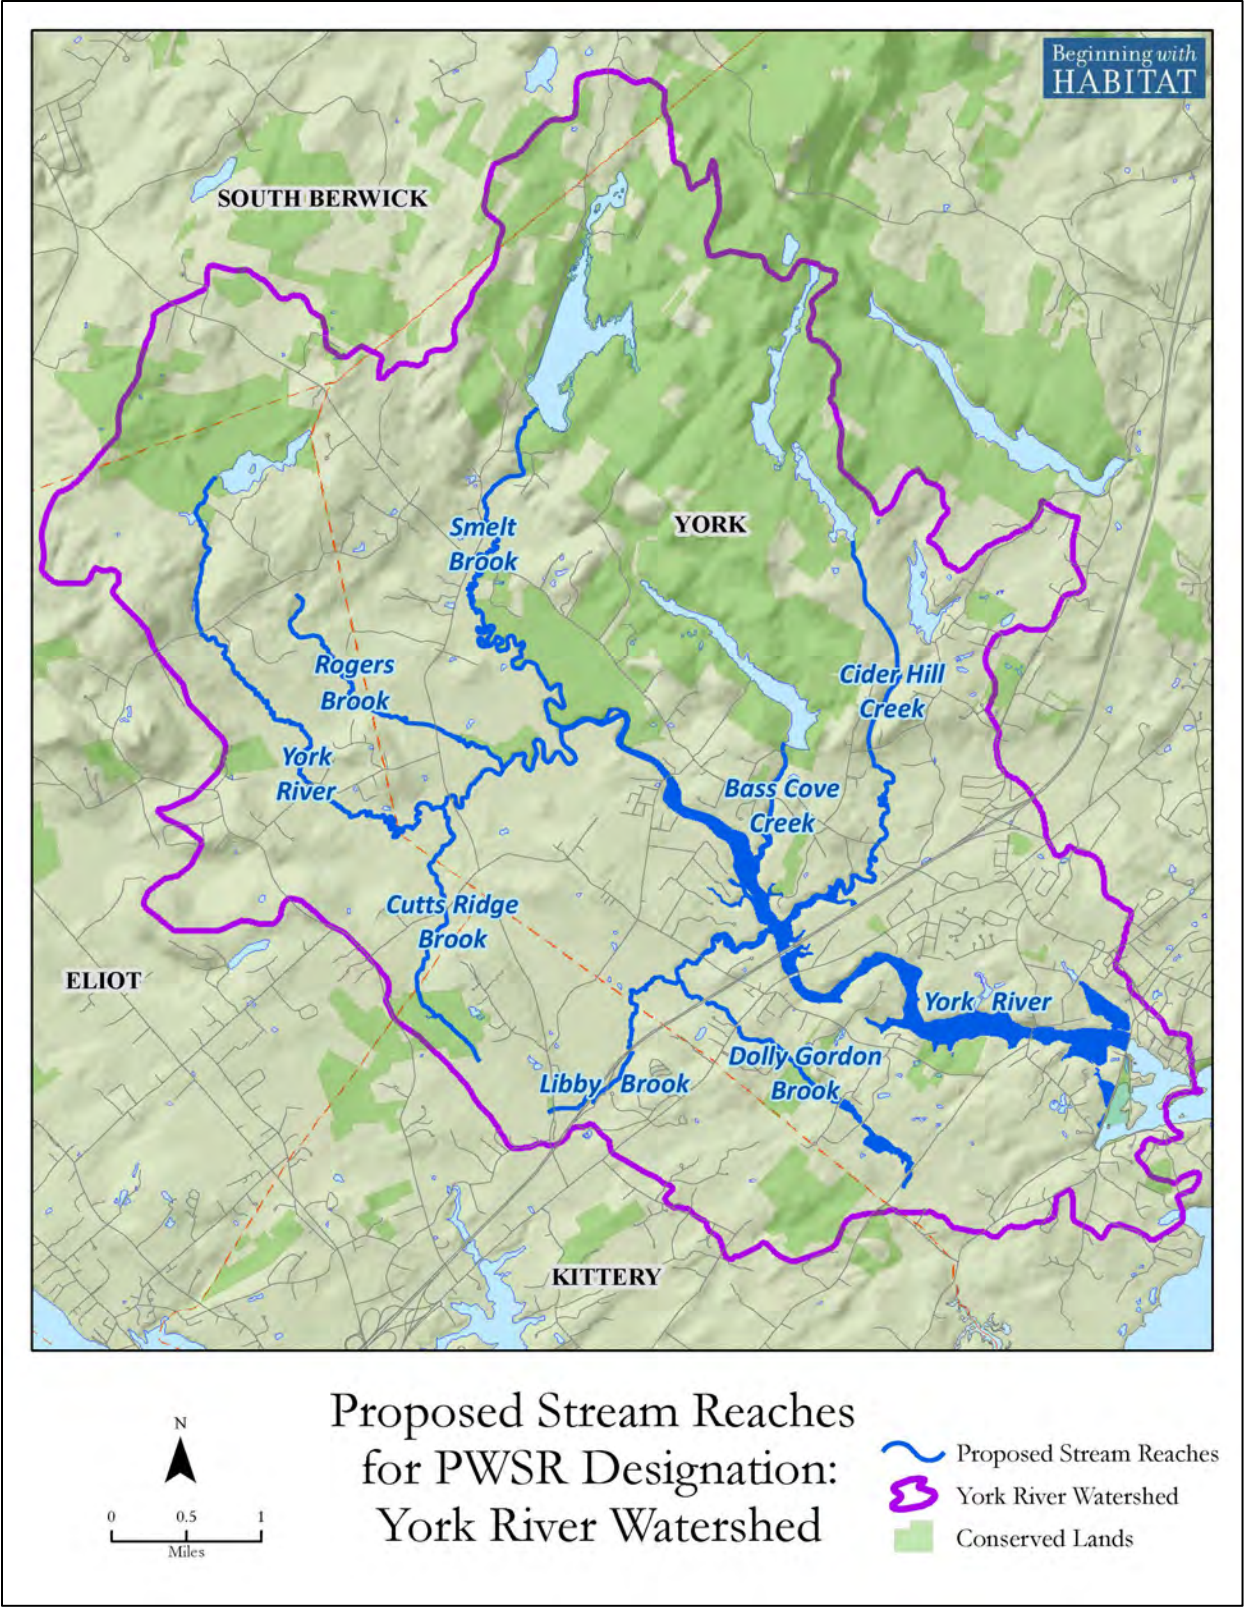 Beginning with
HABITAT
SOUTH BERWICK
Smelt
Brook
YORK
Rogers
Brook
Cider Hill
Creek
York
River
Bass Cove
Creek
Cutts Ridge
Brook
ELIOT
York River
Dolly Gordon
Brook
Libby Brook
KITTERY
Proposed Stream Reaches
for PWSR Designation:
York River Watershed
N
0 0.5 1
Miles
Proposed Stream Reaches
York River Watershed
Conserved Lands